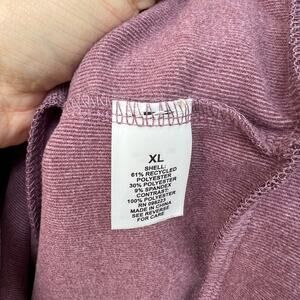 XL
SHELL:
61% RECYCLED
POLYESTER
30% POLYESTER
9% SPANDEX
CONTRAST:
100% POLYESTER
RN 098223
MADE IN CHINA
SEE REVERSE
FOR CARE